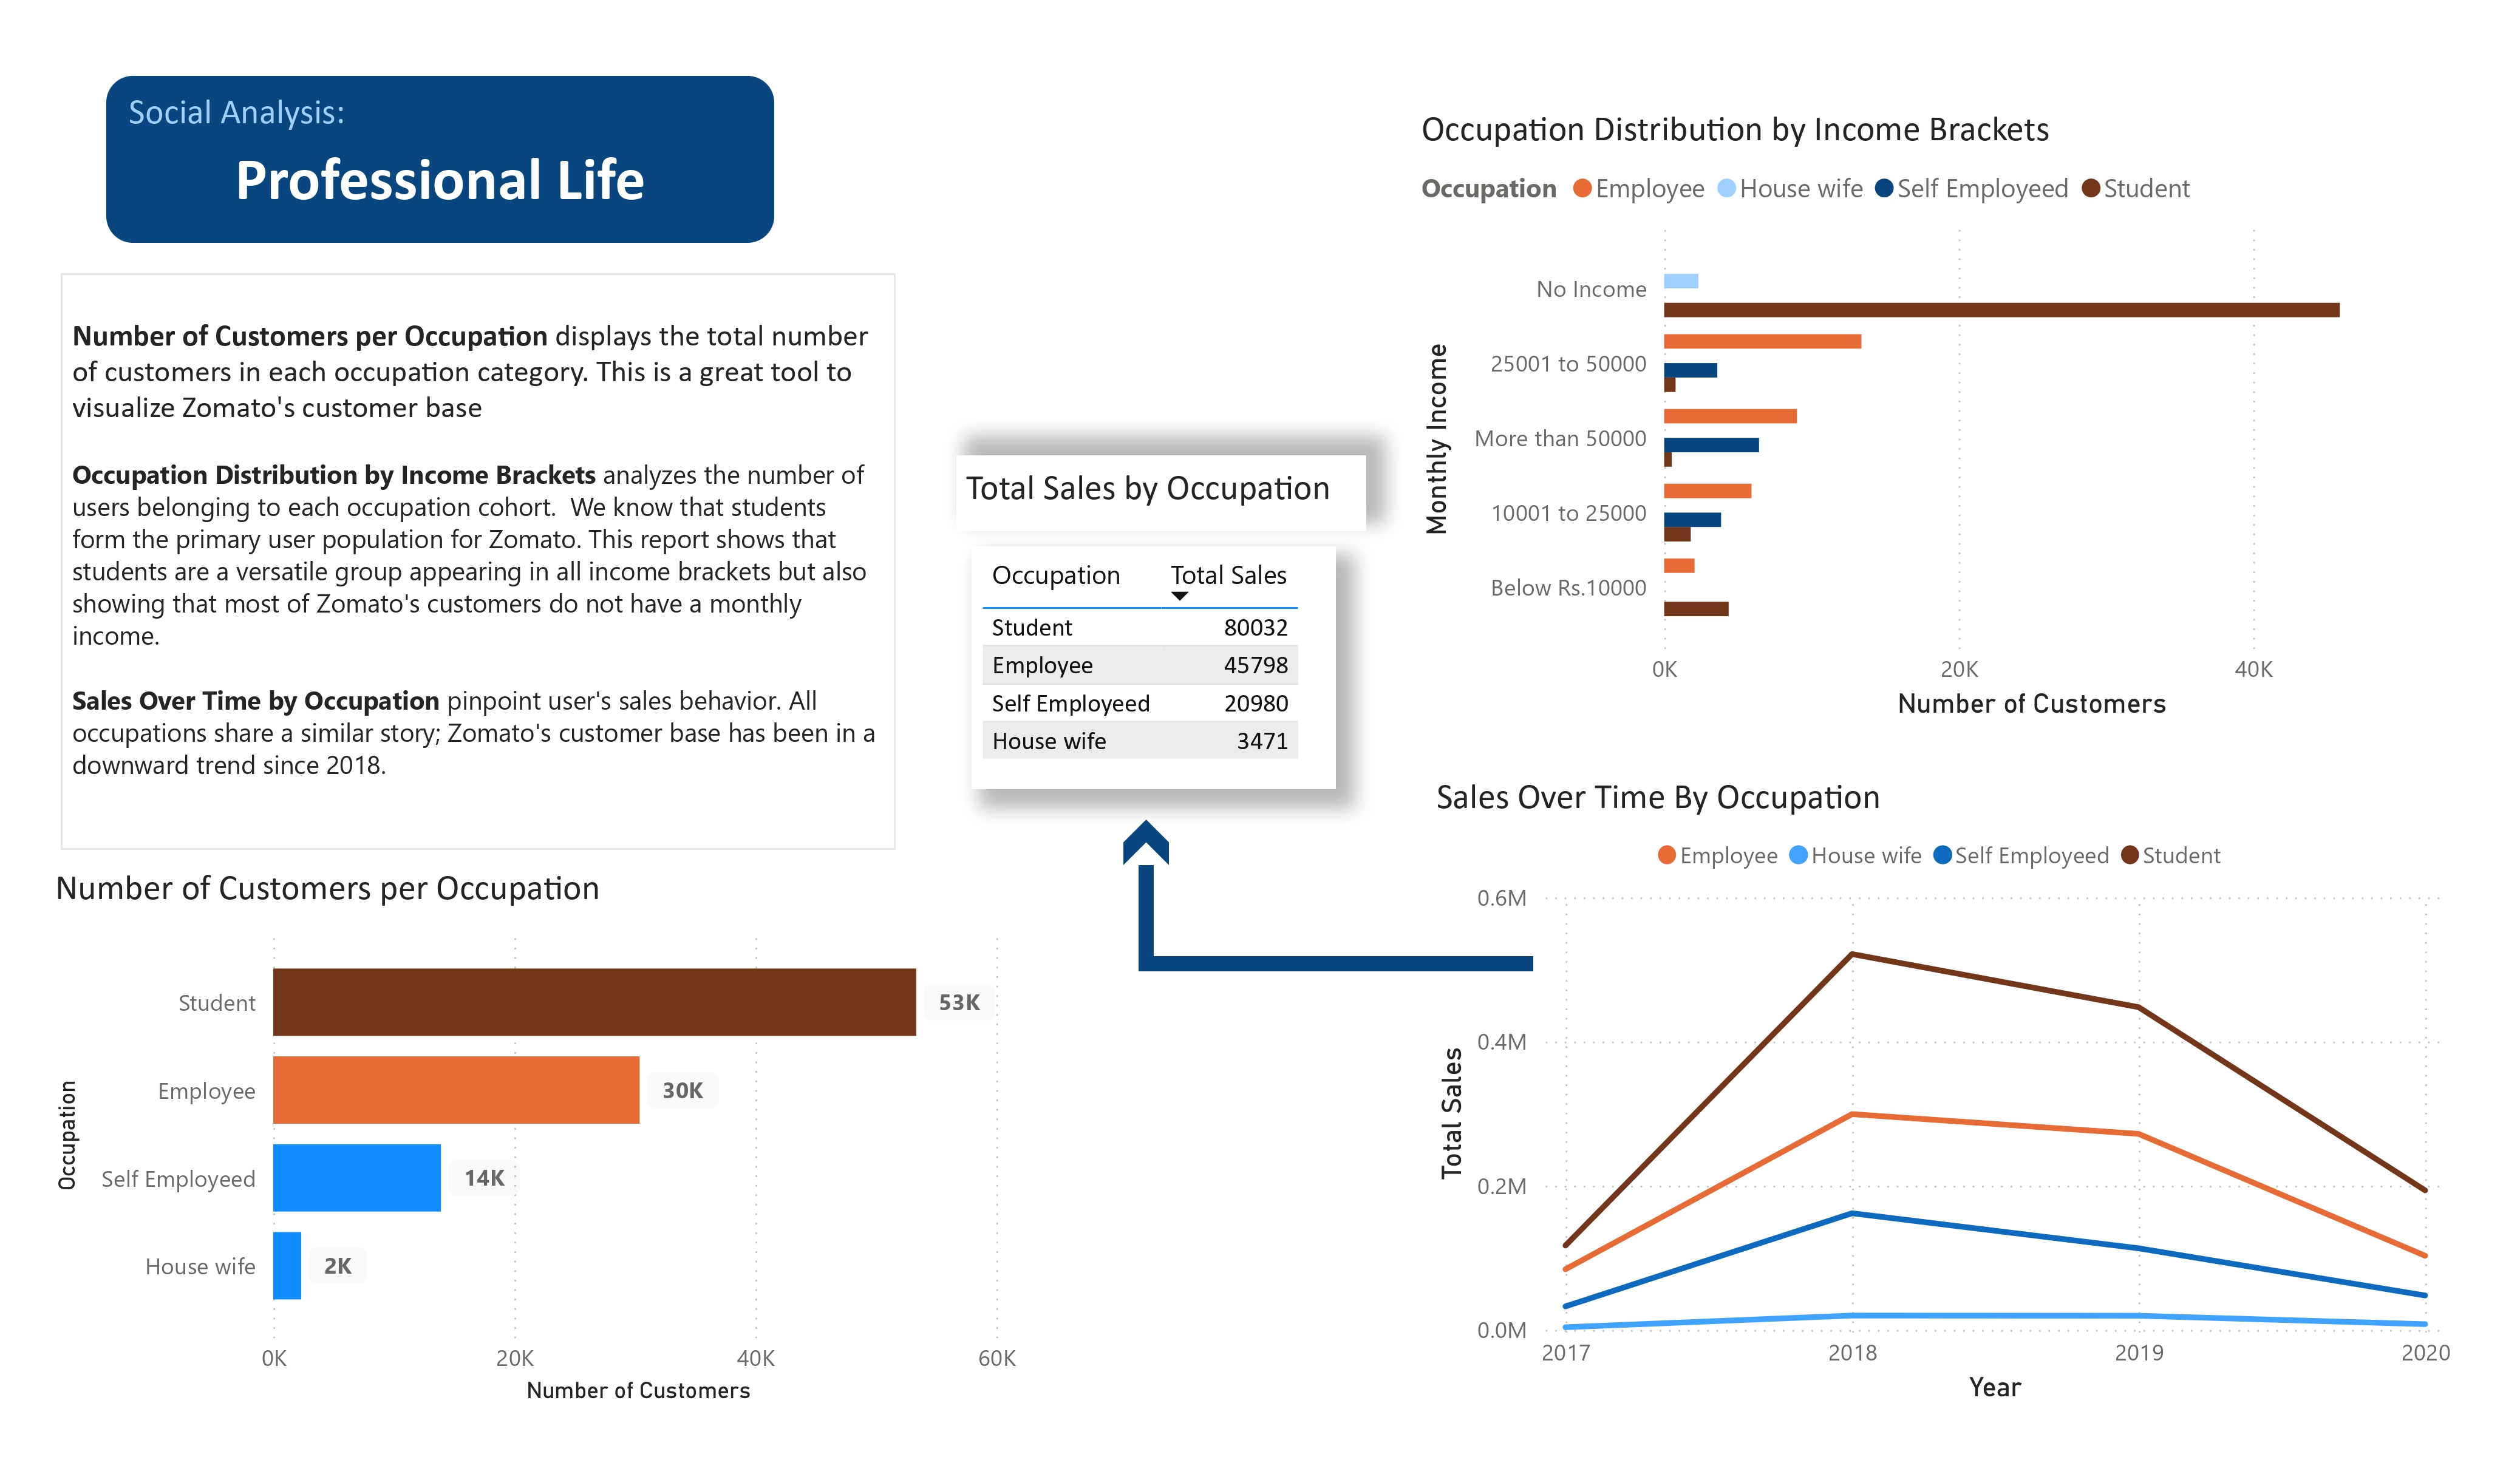 Social Analysis:
Professional Life
Number of Customers per Occupation displays the total number
of customers in each occupation category. This is a great tool to
visualize Zomato's customer base
Occupation Distribution by Income Brackets analyzes the number of
users belonging to each occupation cohort.  We know that students
form the primary user population for Zomato. This report shows that
students are a versatile group appearing in all income brackets but also
showing that most of Zomato's customers do not have a monthly
income.
Sales Over Time by Occupation pinpoint user's sales behavior. All
occupations share a similar story; Zomato's customer base has been in a
downward trend since 2018.
Number of Customers per Occupation
Occupation
Student
53K
Employee
30K
Self Employeed
14K
House wife
2K
0K 20K 40K 60K
Number of Customers
Total Sales by Occupation
Occupation Total Sales
Student 80032
Employee 45798
Self Employeed 20980
House wife 3471
Occupation Distribution by Income Brackets
Occupation Employee House wife Self Employeed Student
Monthly Income
No Income
25001 to 50000
More than 50000
10001 to 25000
Below Rs.10000
0K 20K 40K
Number of Customers
Sales Over Time By Occupation
Employee House wife Self Employeed Student
Total Sales
0.6M
0.4M
0.2M
0.0M
2017 2018 2019 2020
Year